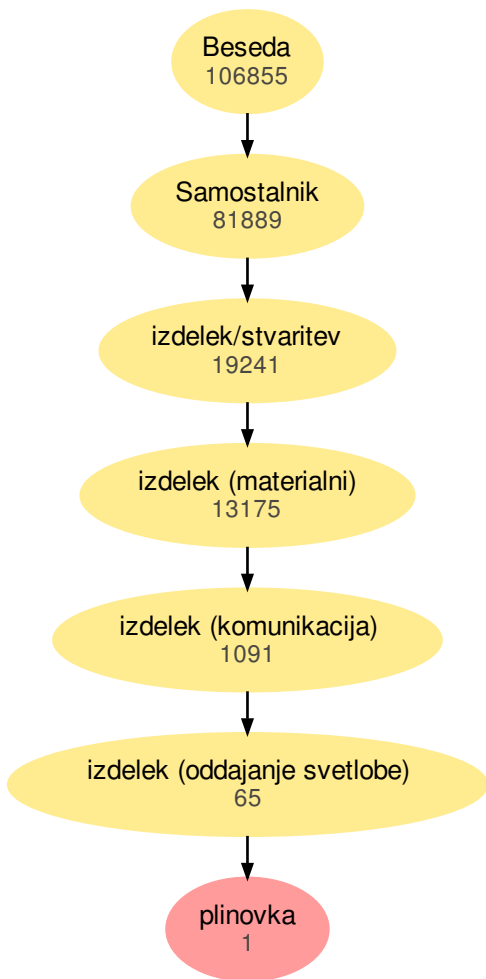 Beseda
106855
Samostalnik
81889
izdelek/stvaritev
19241
izdelek (materialni)
13175
izdelek (komunikacija)
1091
izdelek (oddajanje svetlobe)
65
plinovka
1